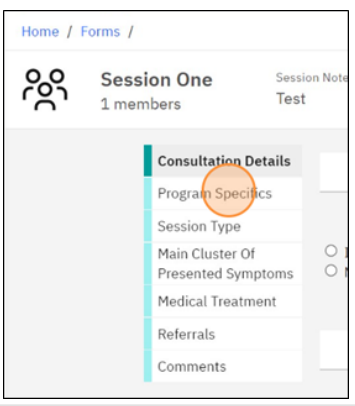 Home / Forms /
Session One
1 members
Session Note
Test
Consultation Details
Program Specifics
Session Type
Main Cluster Of
Presented Symptoms
Medical Treatment
Referrals
Comments